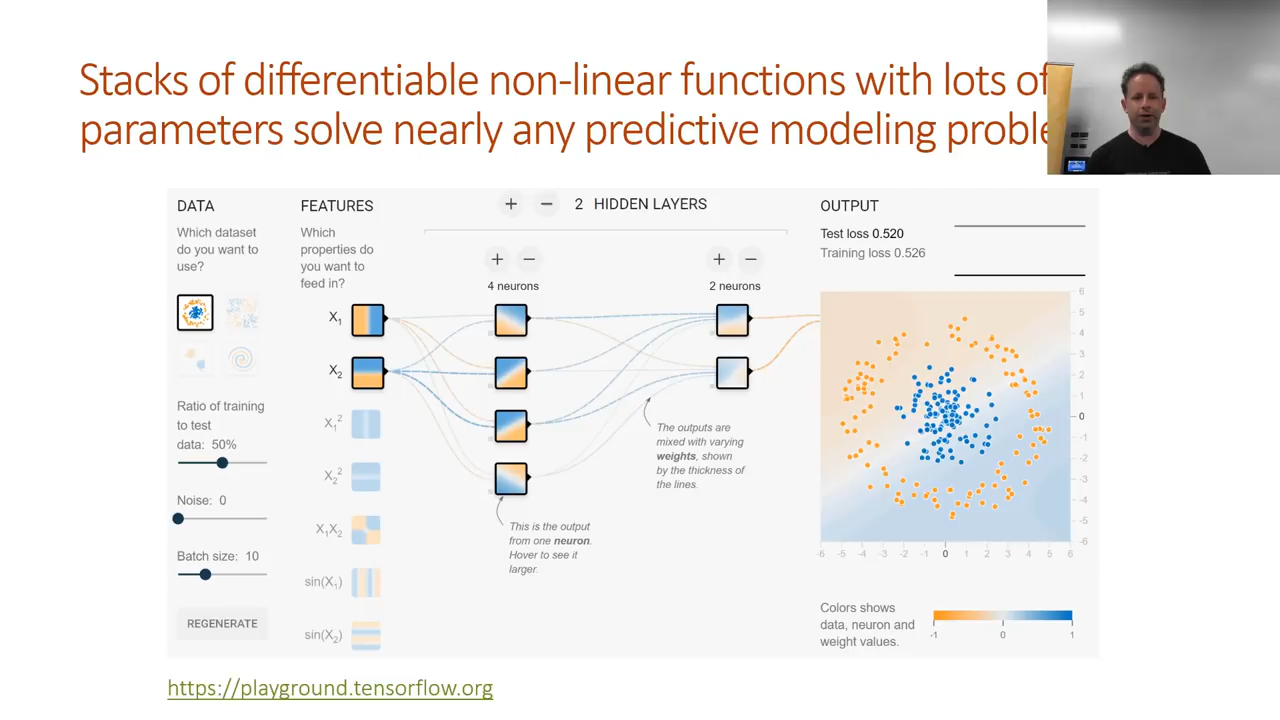 Stacks of differentiable non-linear functions with lots of
parameters solve nearly any predictive modeling
DATA
Which dataset
do you want to
use?
Ratio of training
to test
data: 50%
Noise: 0
Batch size: 10
REGENERATE
FEATURES
Which
properties do
you want to
feed in?
X1
X2
X1²
X2²
X1X2
sin(X1)
sin(X2)
+ − 2 HIDDEN LAYERS
+ −
4 neurons
+ −
2 neurons
The outputs are
mixed with varying
weights, shown
by the thickness of
the lines.
This is the output
from one neuron.
Hover to see it
larger.
OUTPUT
Test loss 0.520
Training loss 0.526
6
5
4
3
2
1
0
-1
-2
-3
-4
-5
-6
-6 -5 -4 -3 -2 -1 0 1 2 3 4 5 6
Colors shows
data, neuron and
weight values.
-1 0 1
https://playground.tensorflow.org